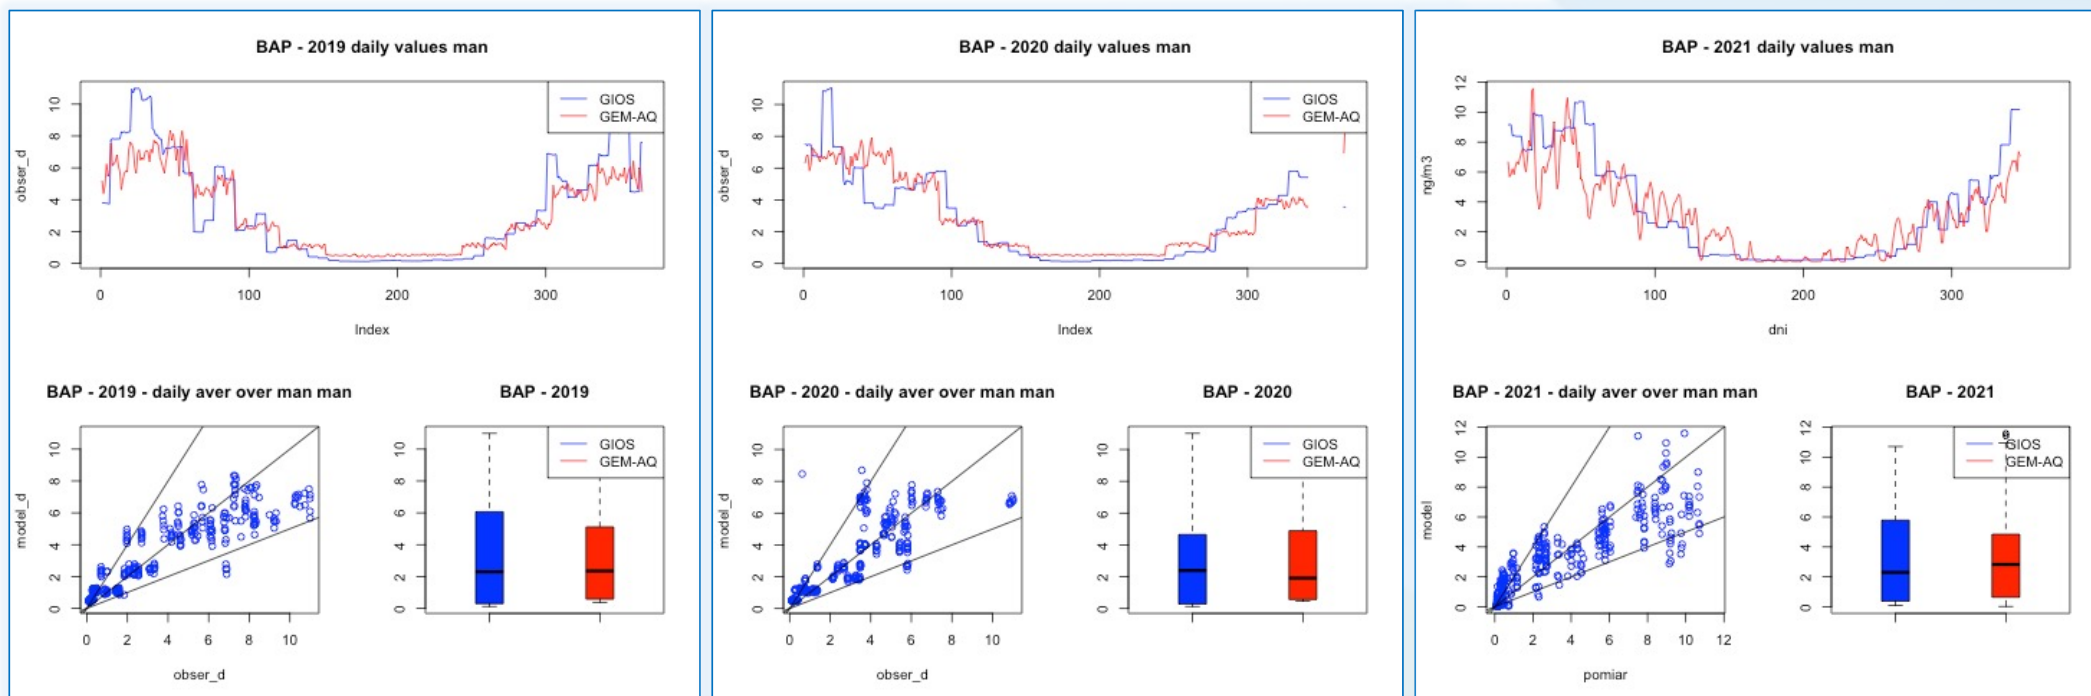 BAP - 2019 daily values man
obser_d
10
8
6
4
2
0
GIOS
GEM-AQ
0 100 200 300
Index
BAP - 2019 - daily aver over man man
model_d
10
8
6
4
2
0
0 2 4 6 8 10
obser_d
BAP - 2019
10
8
6
4
2
0
GIOS
GEM-AQ
BAP - 2020 daily values man
obser_d
10
8
6
4
2
0
GIOS
GEM-AQ
0 100 200 300
Index
BAP - 2020 - daily aver over man man
model_d
10
8
6
4
2
0
0 2 4 6 8 10
obser_d
BAP - 2020
10
8
6
4
2
0
GIOS
GEM-AQ
BAP - 2021 daily values man
ng/m3
12
10
8
6
4
2
0
0 100 200 300
dni
BAP - 2021 - daily aver over man man
model
12
10
8
6
4
2
0
0 2 4 6 8 10 12
pomiar
BAP - 2021
12
10
8
6
4
2
0
GIOS
GEM-AQ